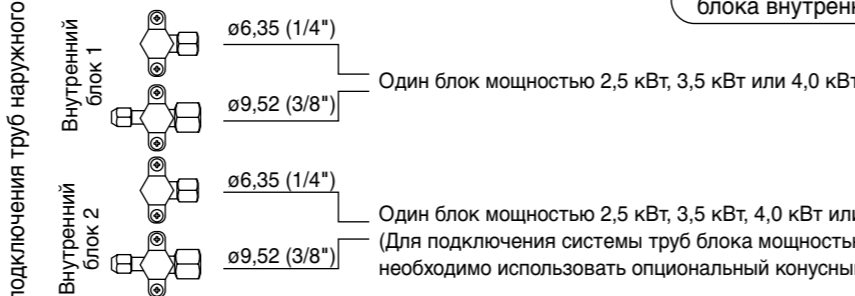 подключения труб наружного
блока внутренн
Внутренний
блок 1
ø6,35 (1/4")
ø9,52 (3/8")
Один блок мощностью 2,5 кВт, 3,5 кВт или 4,0 кВт
Внутренний
блок 2
ø6,35 (1/4")
ø9,52 (3/8")
Один блок мощностью 2,5 кВт, 3,5 кВт, 4,0 кВт или
(Для подключения системы труб блока мощность
необходимо использовать опциональный конусны